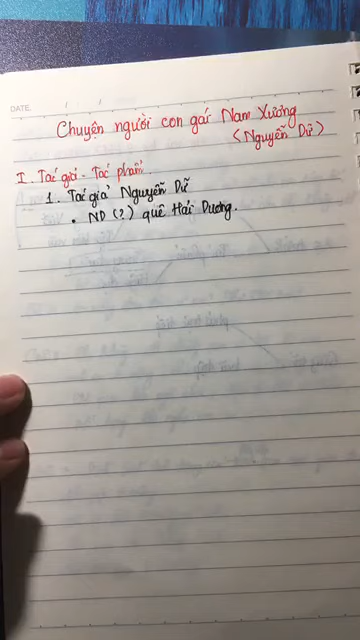 DATE / /
Chuyện người con gái Nam Xương
(Nguyễn Dữ)
I. Tác giả - Tác phẩm
1. Tác giả Nguyễn Dữ
• ND (?) quê Hải Dương.